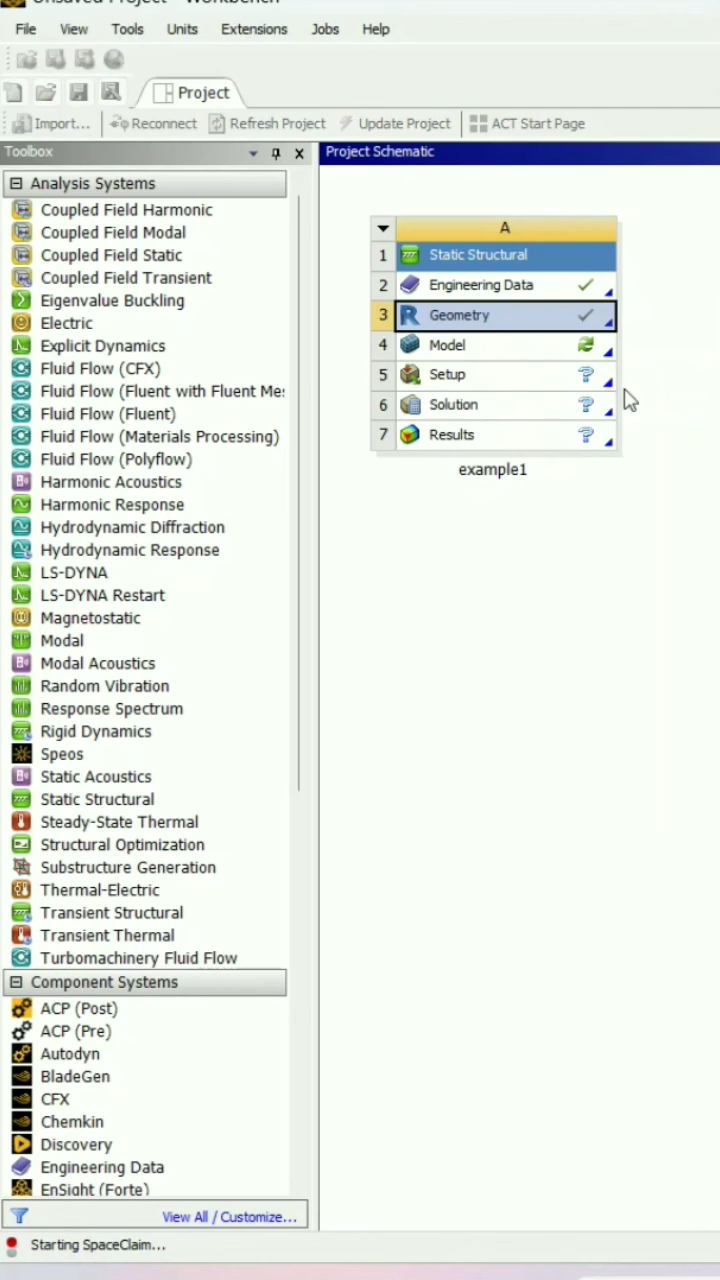 Unsaved Project - Workbench
File View Tools Units Extensions Jobs Help
Project
Import... Reconnect Refresh Project Update Project ACT Start Page
Toolbox
Analysis Systems
Coupled Field Harmonic
Coupled Field Modal
Coupled Field Static
Coupled Field Transient
Eigenvalue Buckling
Electric
Explicit Dynamics
Fluid Flow (CFX)
Fluid Flow (Fluent with Fluent Me
Fluid Flow (Fluent)
Fluid Flow (Materials Processing)
Fluid Flow (Polyflow)
Harmonic Acoustics
Harmonic Response
Hydrodynamic Diffraction
Hydrodynamic Response
LS-DYNA
LS-DYNA Restart
Magnetostatic
Modal
Modal Acoustics
Random Vibration
Response Spectrum
Rigid Dynamics
Speos
Static Acoustics
Static Structural
Steady-State Thermal
Structural Optimization
Substructure Generation
Thermal-Electric
Transient Structural
Transient Thermal
Turbomachinery Fluid Flow
Component Systems
ACP (Post)
ACP (Pre)
Autodyn
BladeGen
CFX
Chemkin
Discovery
Engineering Data
EnSight (Forte)
View All / Customize...
Project Schematic
A
1 Static Structural
2 Engineering Data
3 Geometry
4 Model
5 Setup
6 Solution
7 Results
example1
Starting SpaceClaim...